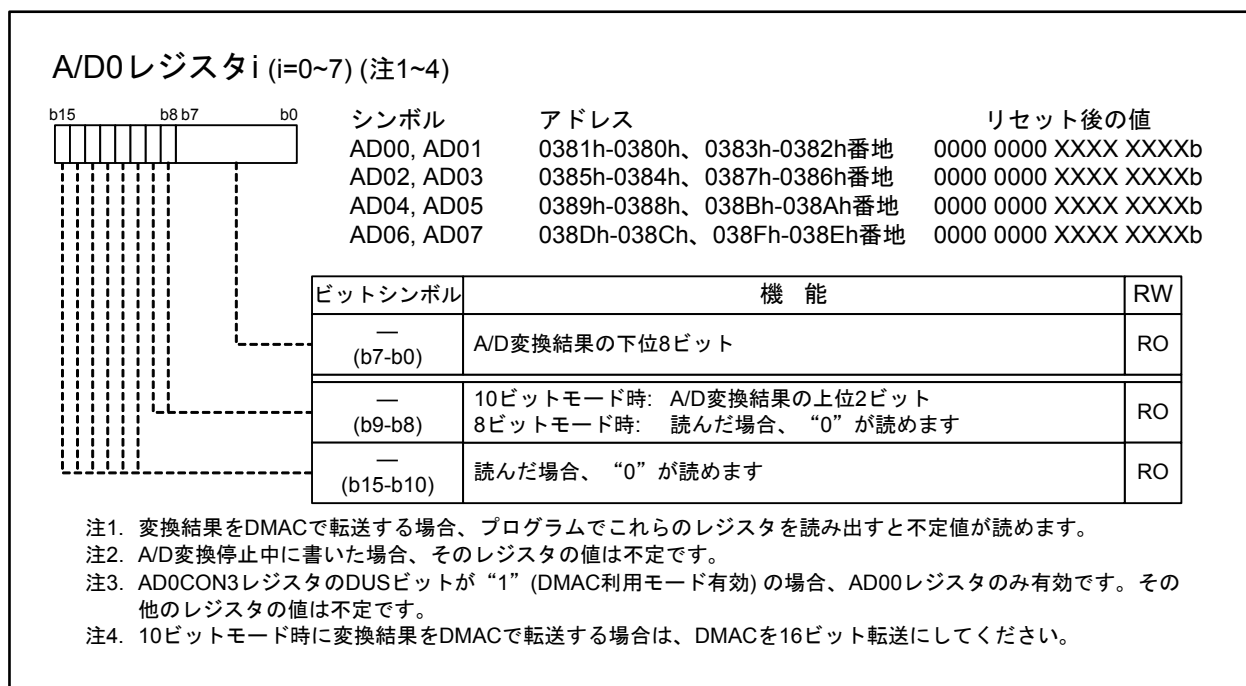 A/D0レジスタi (i=0~7) (注1~4)
b15 b8 b7 b0
シンボル アドレス リセット後の値
AD00, AD01 0381h-0380h、0383h-0382h番地 0000 0000 XXXX XXXXb
AD02, AD03 0385h-0384h、0387h-0386h番地 0000 0000 XXXX XXXXb
AD04, AD05 0389h-0388h、038Bh-038Ah番地 0000 0000 XXXX XXXXb
AD06, AD07 038Dh-038Ch、038Fh-038Eh番地 0000 0000 XXXX XXXXb
ビットシンボル 機 能 RW
—
(b7-b0) A/D変換結果の下位8ビット RO
—
(b9-b8)
10ビットモード時: A/D変換結果の上位2ビット
8ビットモード時: 読んだ場合、“0”が読めます
RO
—
(b15-b10) 読んだ場合、“0”が読めます RO
注1. 変換結果をDMACで転送する場合、プログラムでこれらのレジスタを読み出すと不定値が読めます。
注2. A/D変換停止中に書いた場合、そのレジスタの値は不定です。
注3. AD0CON3レジスタのDUSビットが“1”(DMAC利用モード有効) の場合、AD00レジスタのみ有効です。その
他のレジスタの値は不定です。
注4. 10ビットモード時に変換結果をDMACで転送する場合は、DMACを16ビット転送にしてください。